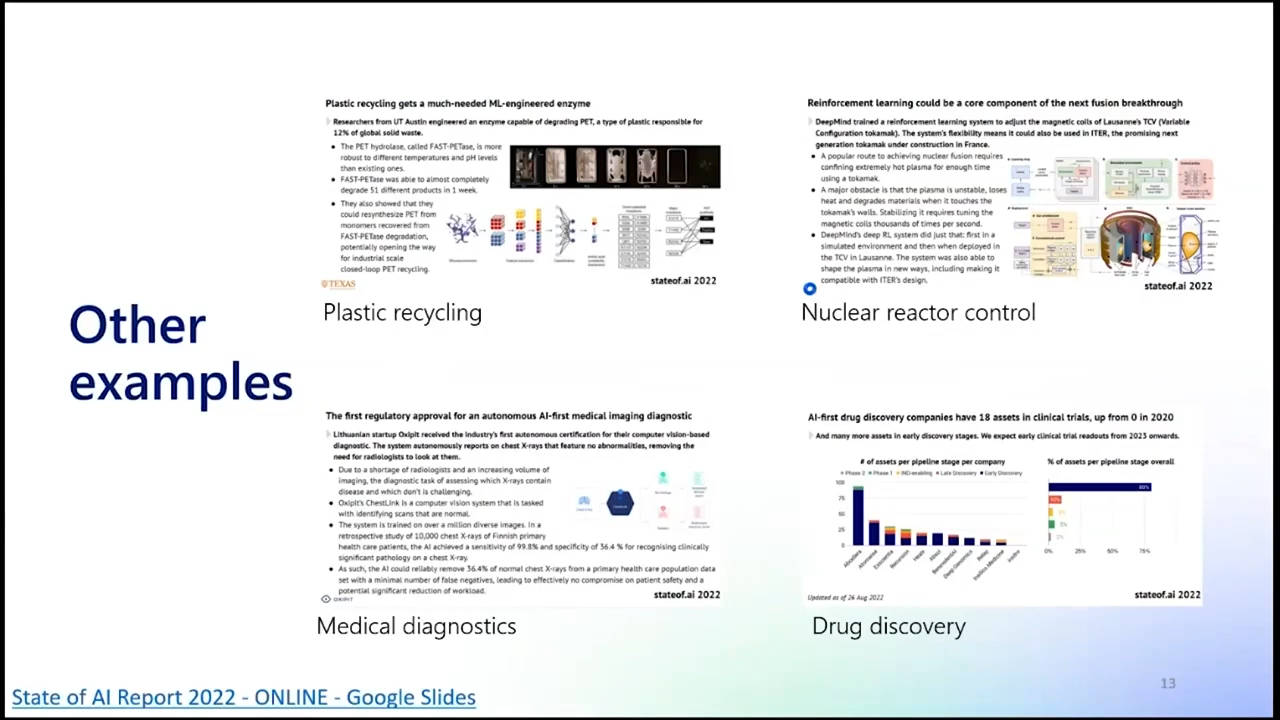 Other
examples
Plastic recycling gets a much-needed ML-engineered enzyme
Researchers from UT Austin engineered an enzyme capable of degrading PET, a type of plastic responsible for
12% of global solid waste.
• The PET hydrolase, called FAST-PETase, is more
robust to different temperatures and pH levels
than existing ones.
• FAST-PETase was able to almost completely
degrade 51 different products in 1 week.
• They also showed that they
could resynthesize PET from
monomers recovered from
FAST-PETase degradation,
potentially opening the way
for industrial scale
closed-loop PET recycling.
TEXAS
stateof.ai 2022
Plastic recycling
Reinforcement learning could be a core component of the next fusion breakthrough
DeepMind trained a reinforcement learning system to adjust the magnetic coils of Lausanne's TCV (Variable
Configuration tokamak). The system's flexibility means it could also be used in ITER, the promising next
generation tokamak under construction in France.
• A popular route to achieving nuclear fusion requires
confining extremely hot plasma for enough time
using a tokamak.
• A major obstacle is that the plasma is unstable, loses
heat and degrades materials when it touches the
tokamak's walls. Stabilizing it requires tuning the
magnetic coils thousands of times per second.
• DeepMind's deep RL system did just that: first in a
simulated environment and then when deployed in
the TCV in Lausanne. The system was also able to
shape the plasma in new ways, including making it
compatible with ITER's design.
stateof.ai 2022
Nuclear reactor control
The first regulatory approval for an autonomous AI-first medical imaging diagnostic
Lithuanian startup Oxipit received the industry's first autonomous certification for their computer vision-based
diagnostic. The system autonomously reports on chest X-rays that feature no abnormalities, removing the
need for radiologists to look at them.
• Due to a shortage of radiologists and an increasing volume of
imaging, the diagnostic task of assessing which X-rays contain
disease and which don't is challenging.
• Oxipit's ChestLink is a computer vision system that is tasked
with identifying scans that are normal.
• The system is trained on over a million diverse images. In a
retrospective study of 10,000 chest X-rays of Finnish primary
health care patients, the AI achieved a sensitivity of 99.8% and specificity of 36.4 % for recognising clinically
significant pathology on a chest X-ray.
• As such, the AI could reliably remove 36.4% of normal chest X-rays from a primary health care population data
set with a minimal number of false negatives, leading to effectively no compromise on patient safety and a
potential significant reduction of workload.
OXIPIT
stateof.ai 2022
Medical diagnostics
AI-first drug discovery companies have 18 assets in clinical trials, up from 0 in 2020
And many more assets in early discovery stages. We expect early clinical trial readouts from 2023 onwards.
# of assets per pipeline stage per company
Phase 2 Phase 1 IND-enabling Late Discovery Early Discovery
100
75
50
25
0
Exscientia
Recursion
BenevolentAI
Deep Genomics
Relay
Insilico Medicine
% of assets per pipeline stage overall
0% 25% 50% 75%
Updated as of 26 Aug 2022
stateof.ai 2022
Drug discovery
State of AI Report 2022 - ONLINE - Google Slides
13